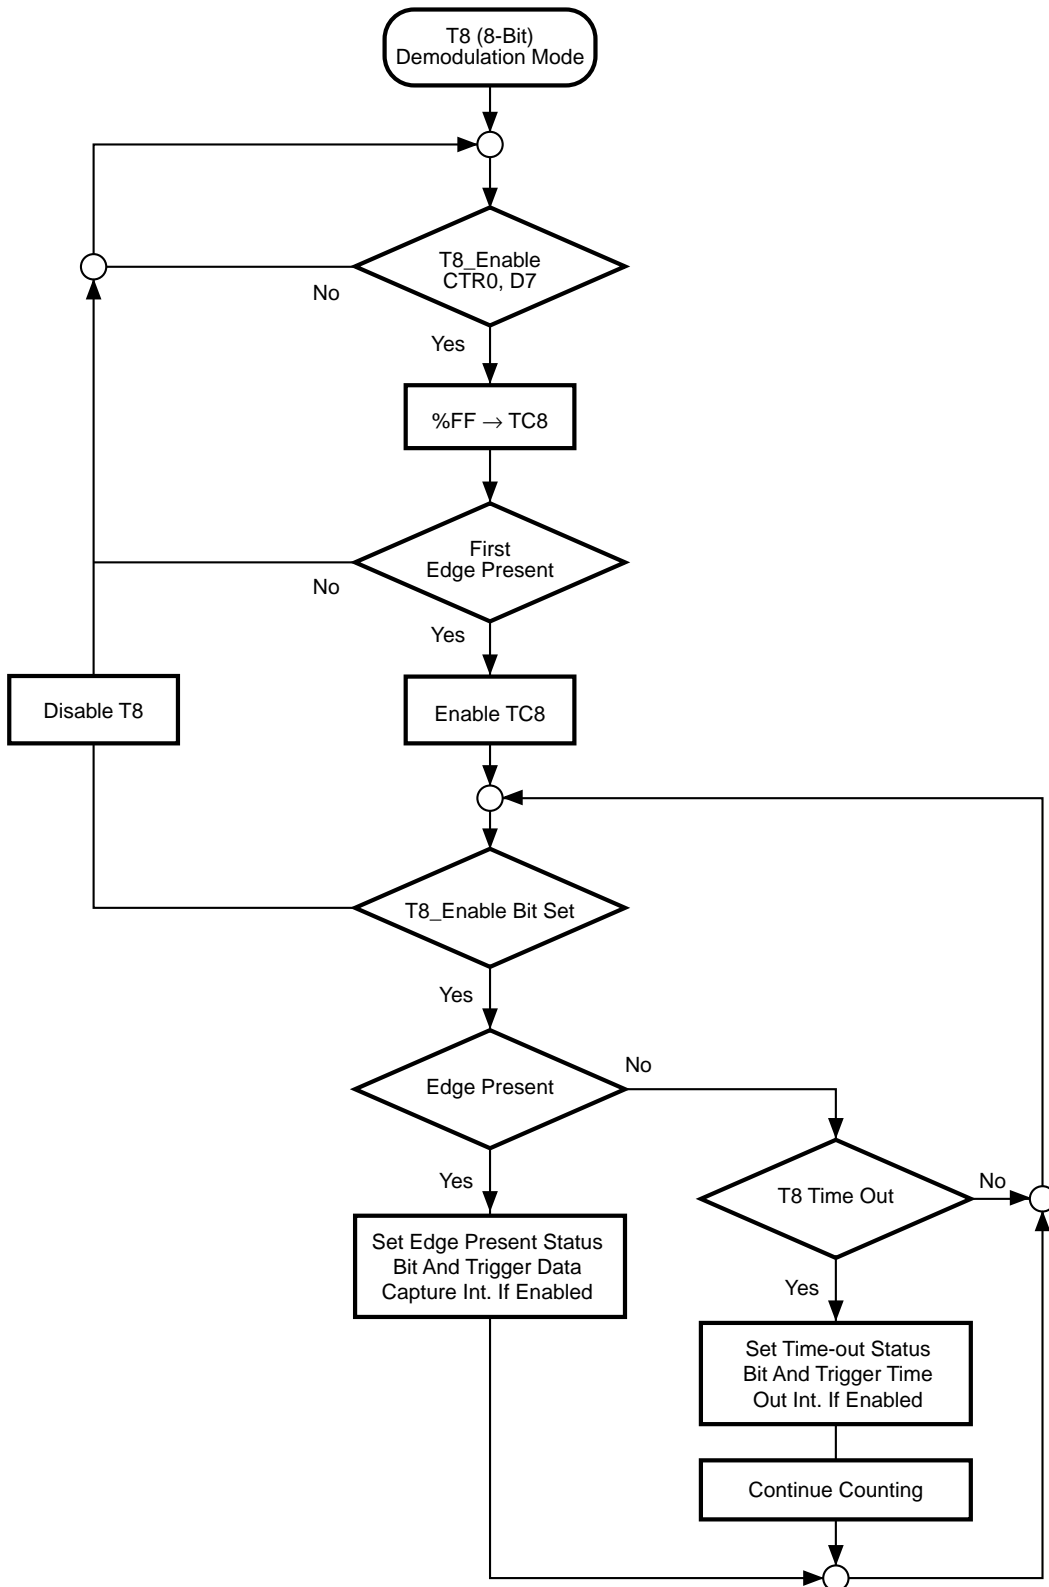 T8 (8-Bit)
Demodulation Mode
T8_Enable
CTR0, D7
No
Yes
%FF → TC8
First
Edge Present
No
Yes
Disable T8
Enable TC8
T8_Enable Bit Set
Yes
Edge Present
No
Yes
T8 Time Out
No
Set Edge Present Status
Bit And Trigger Data
Capture Int. If Enabled
Yes
Set Time-out Status
Bit And Trigger Time
Out Int. If Enabled
Continue Counting